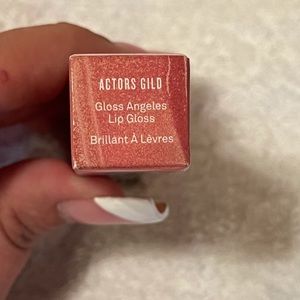 ACTORS GILD
Gloss Angeles
Lip Gloss
Brillant À Lèvres